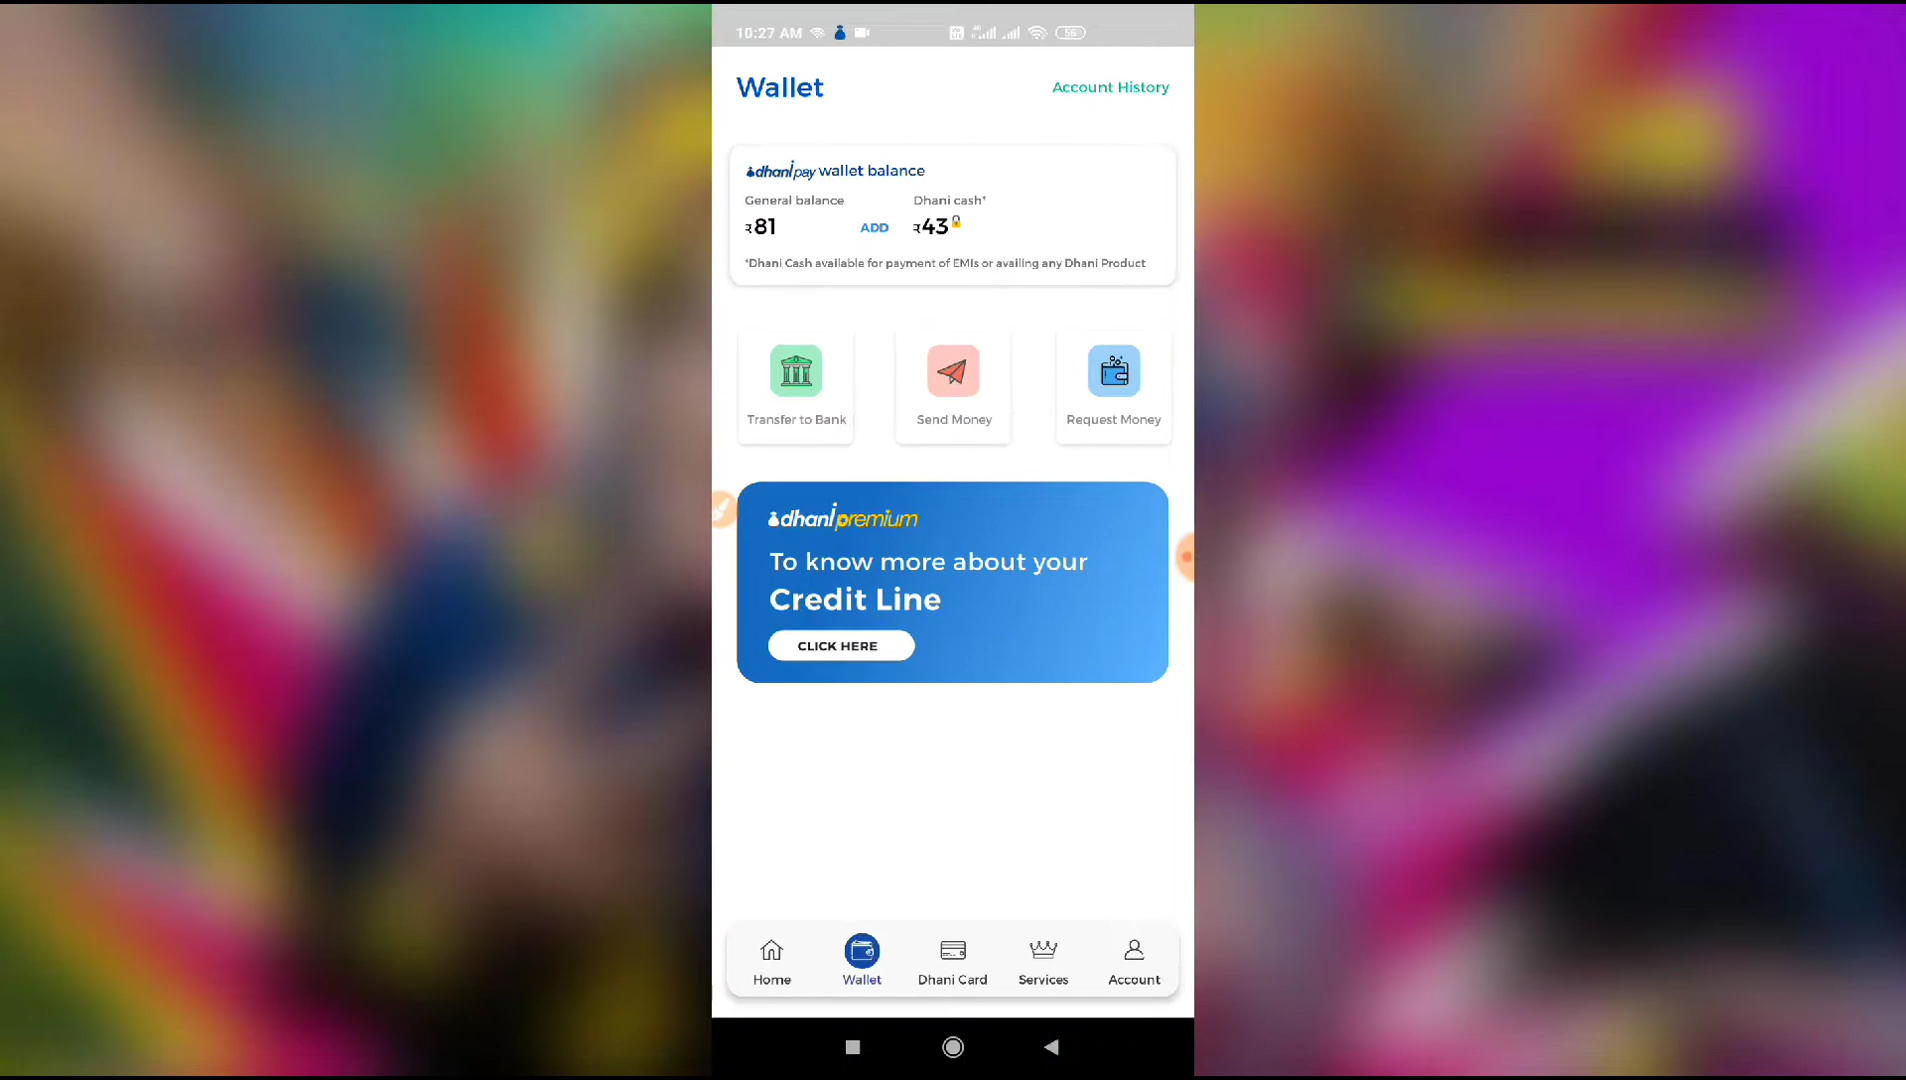 10:27 AM 56
Wallet Account History
dhani pay wallet balance
General balance Dhani cash*
₹81 ADD ₹43
*Dhani Cash available for payment of EMIs or availing any Dhani Product
Transfer to Bank Send Money Request Money
dhani premium
To know more about your
Credit Line
CLICK HERE
Home Wallet Dhani Card Services Account